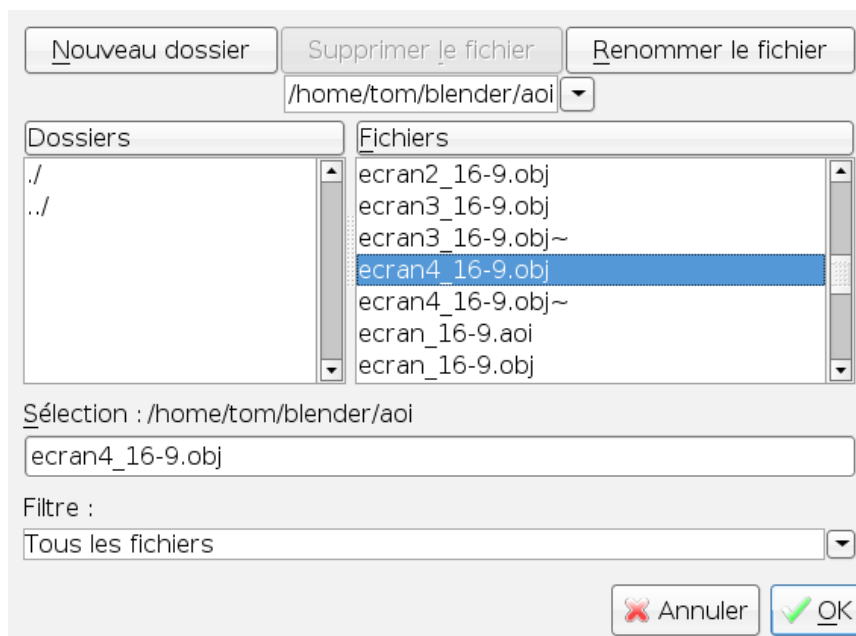 Nouveau dossier
Supprimer le fichier
Renommer le fichier
/home/tom/blender/aoi
Dossiers
./
../
Fichiers
ecran2_16-9.obj
ecran3_16-9.obj
ecran3_16-9.obj~
ecran4_16-9.obj
ecran4_16-9.obj~
ecran_16-9.aoi
ecran_16-9.obj
Sélection : /home/tom/blender/aoi
ecran4_16-9.obj
Filtre :
Tous les fichiers
Annuler
OK